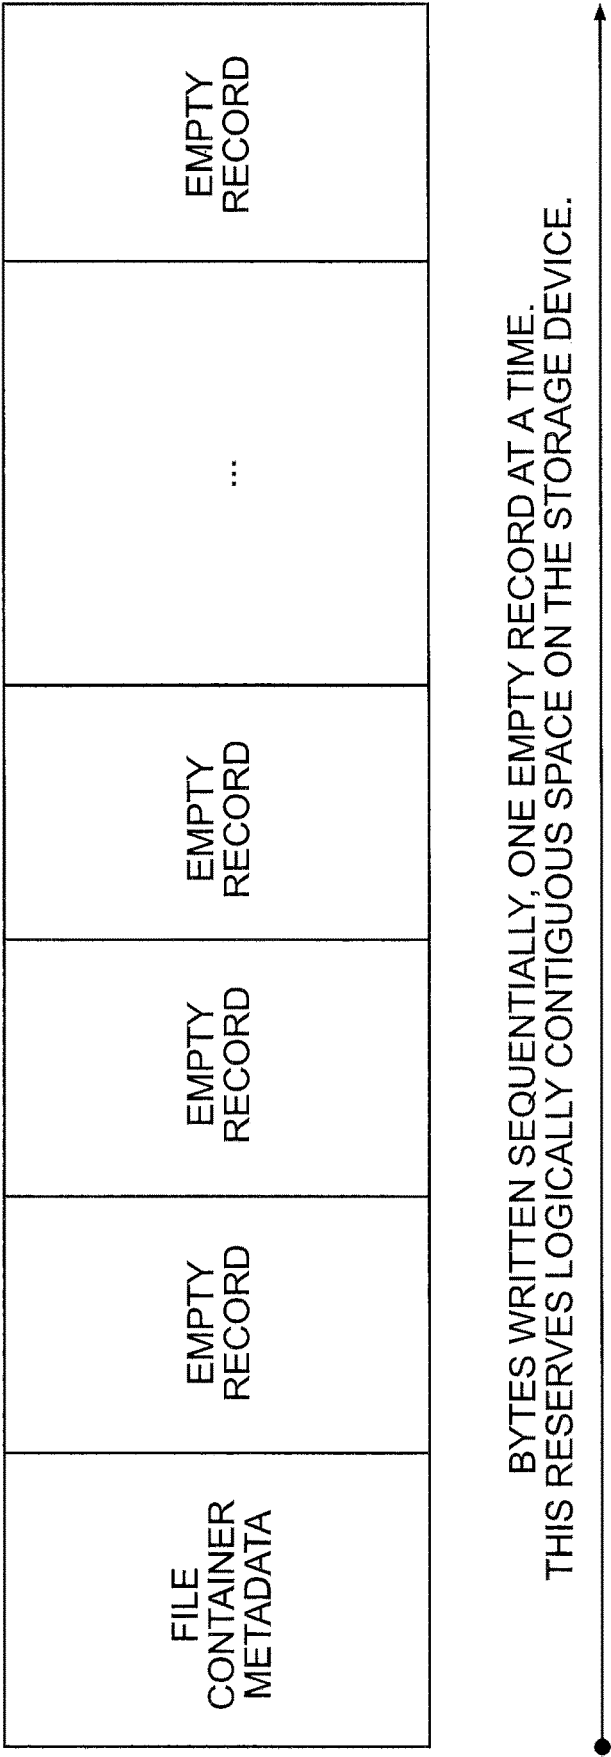 FILE
CONTAINER
METADATA
EMPTY
RECORD
EMPTY
RECORD
EMPTY
RECORD
...
EMPTY
RECORD
BYTES WRITTEN SEQUENTIALLY, ONE EMPTY RECORD AT A TIME.
THIS RESERVES LOGICALLY CONTIGUOUS SPACE ON THE STORAGE DEVICE.